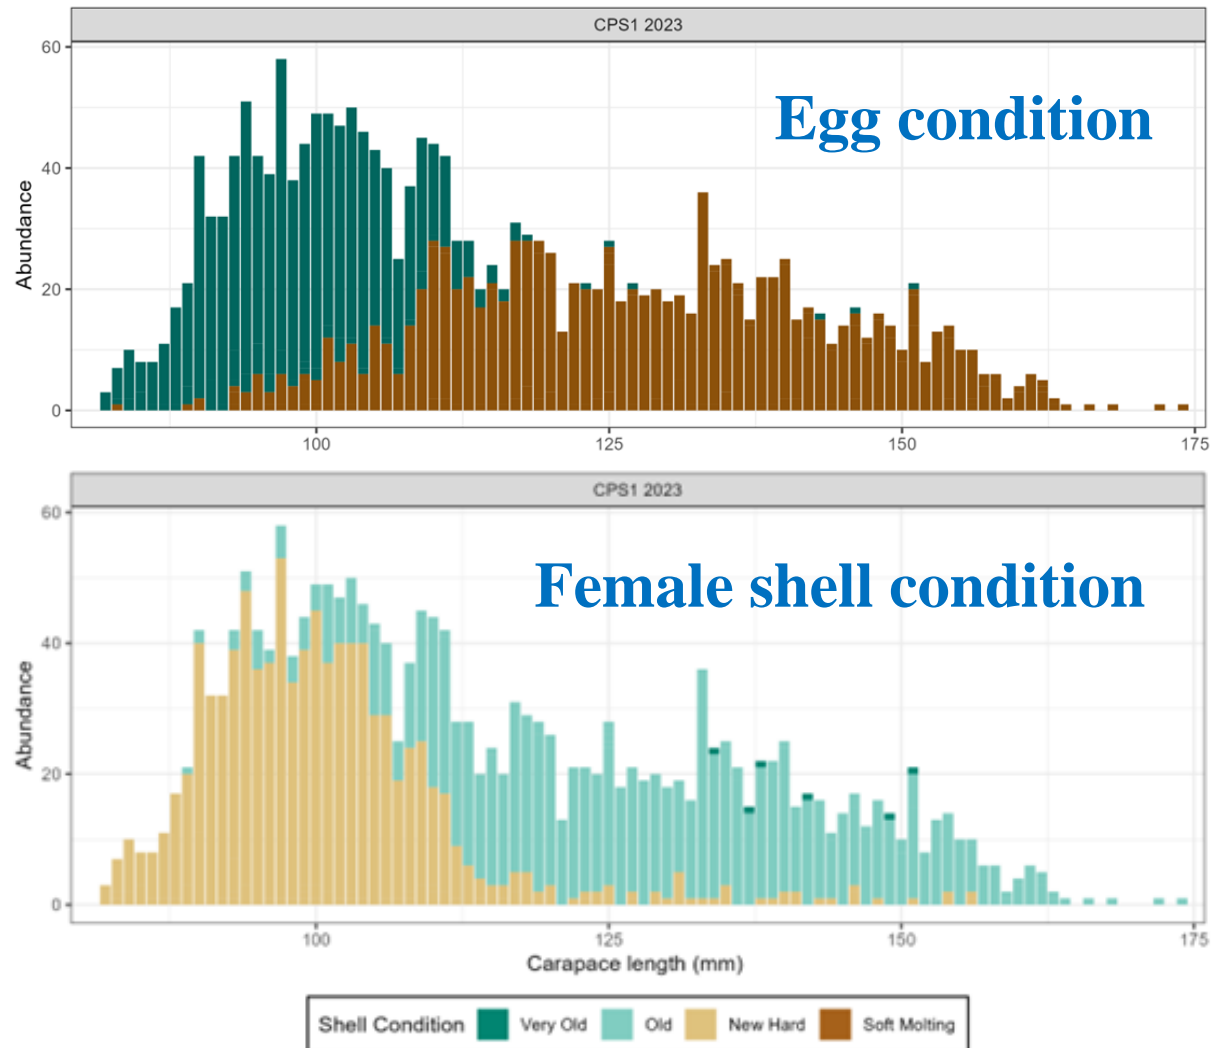 CPS1 2023
Egg condition
60
40
20
0
Abundance
100 125 150 175
CPS1 2023
Female shell condition
60
40
20
0
Abundance
100 125 150 175
Carapace length (mm)
Shell Condition Very Old Old New Hard Soft Molting